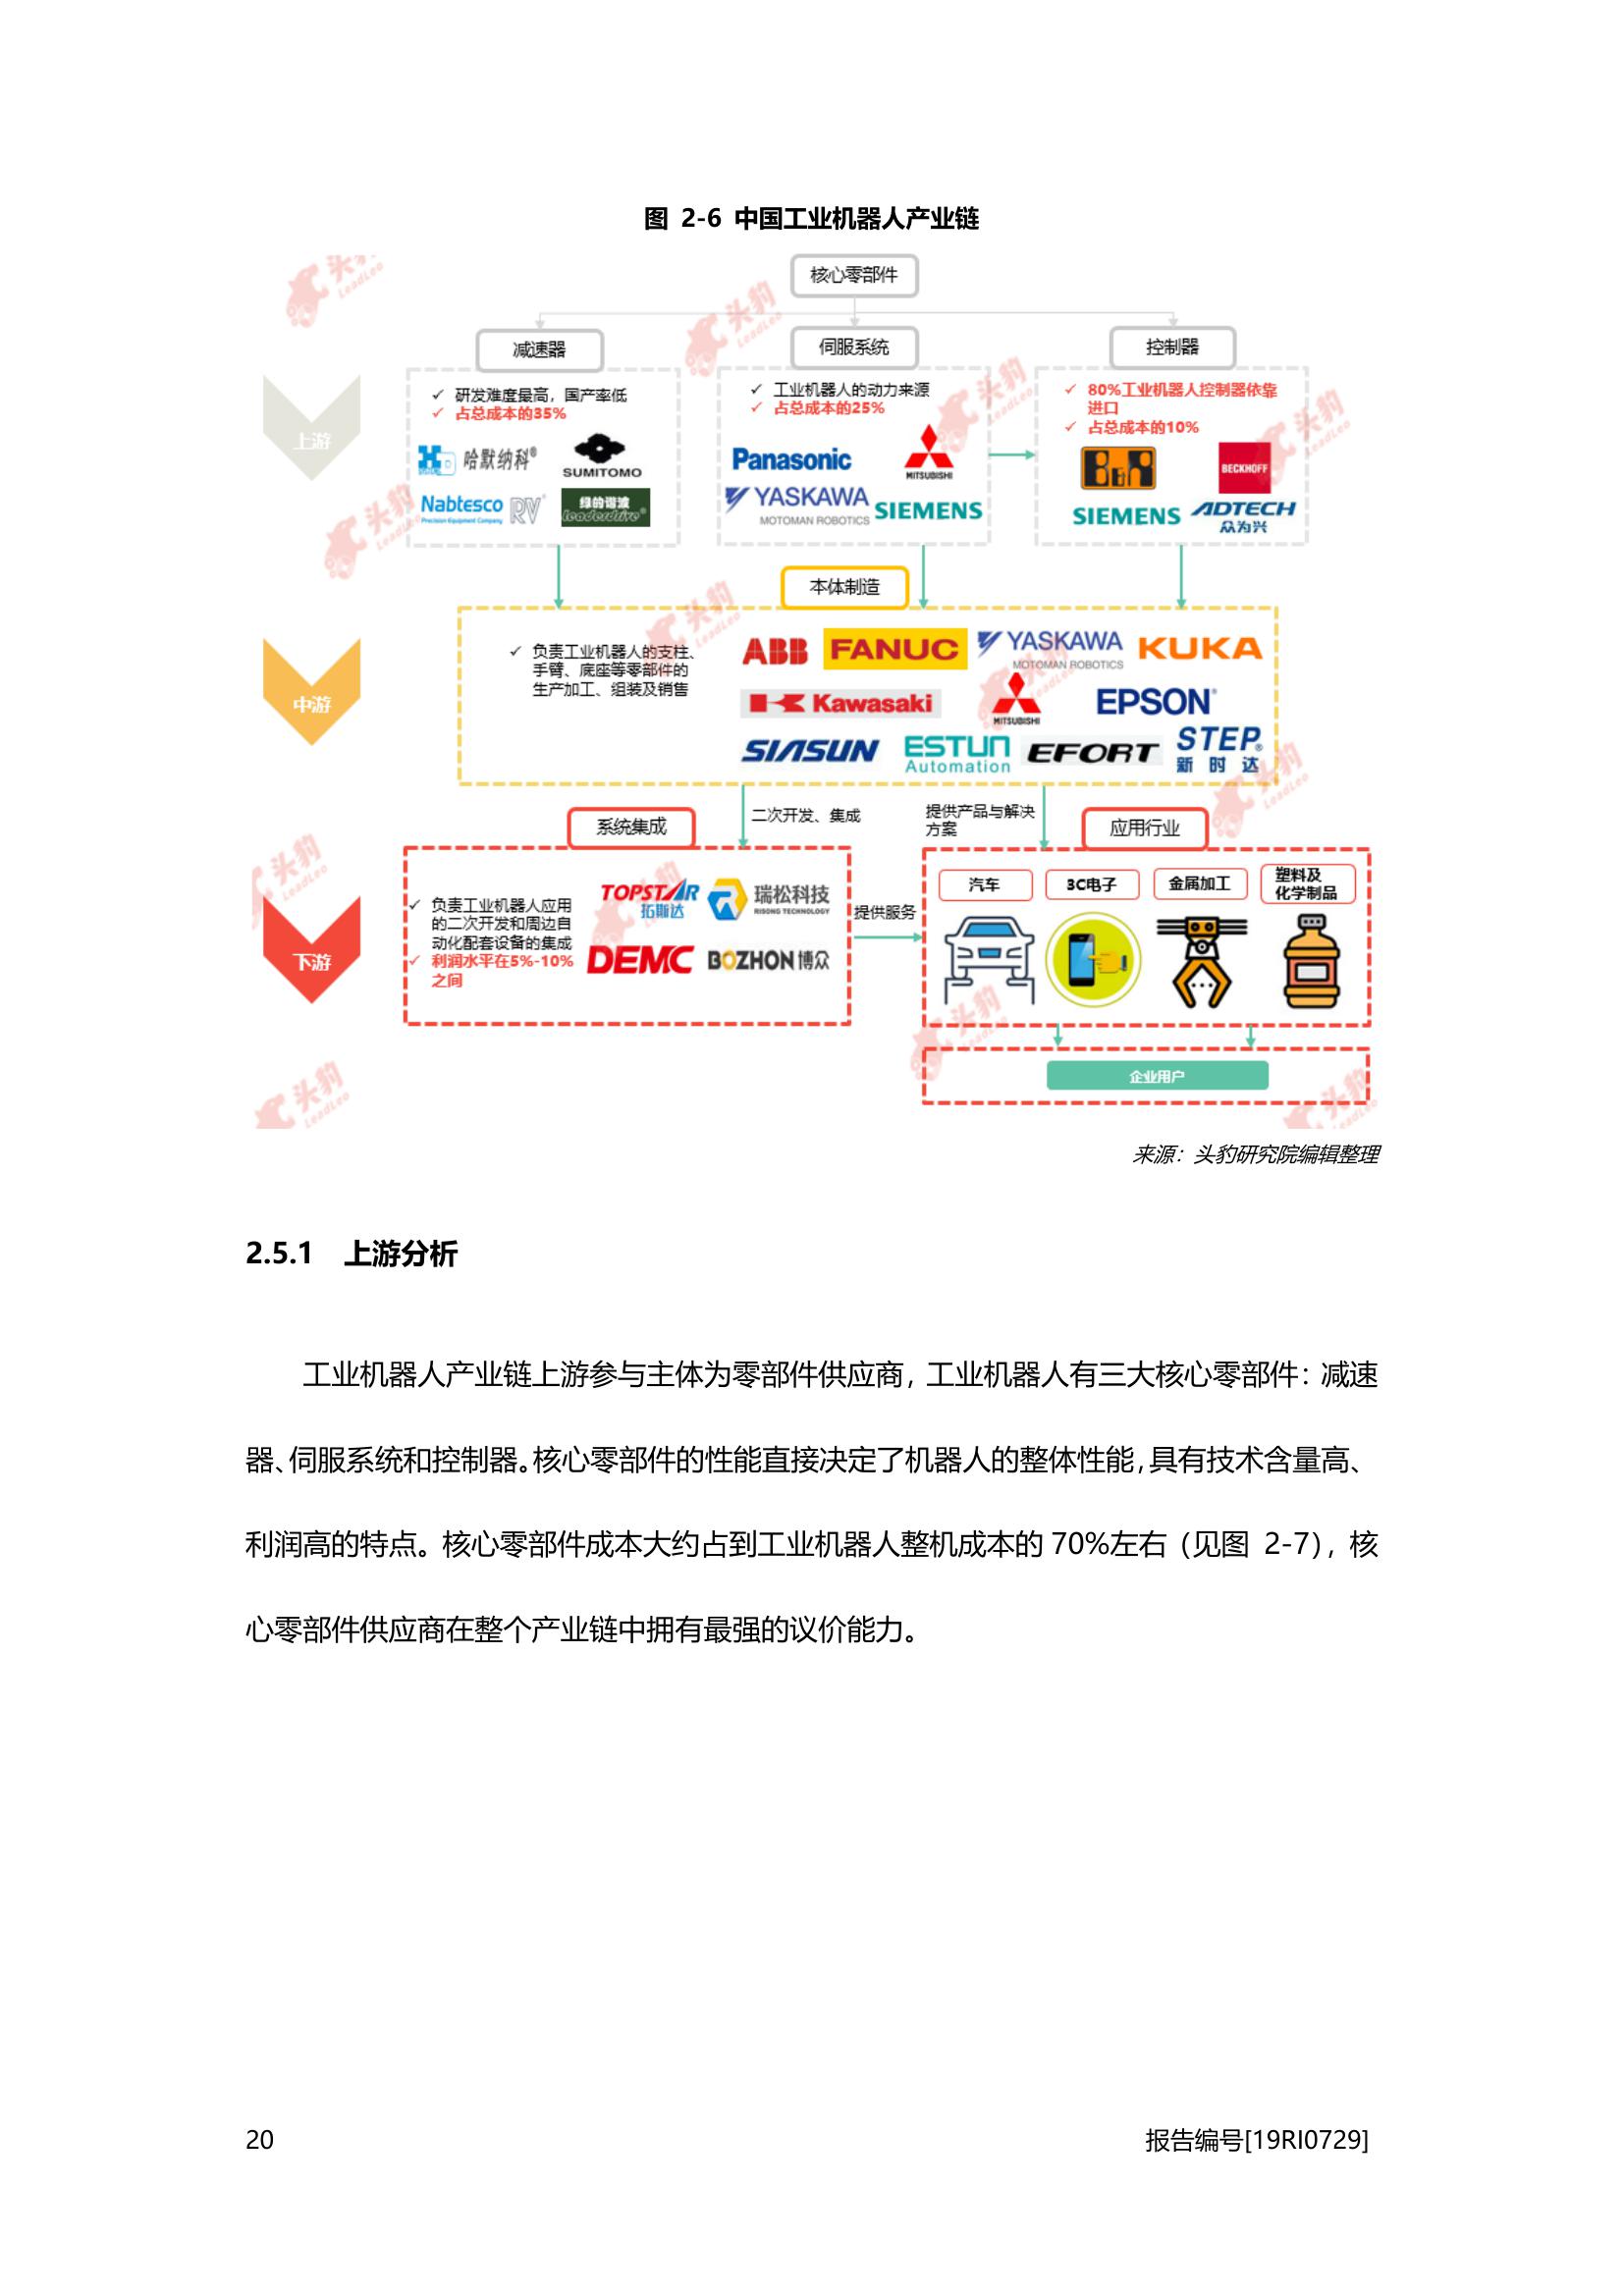 图 2-6 中国工业机器人产业链
核心零部件
减速器
伺服系统
控制器
上游
✓ 研发难度最高，国产率低
✓ 占总成本的35%
哈默纳科®
SUMITOMO
Nabtesco
Precision Equipment Company
RV
绿的谐波
leaderdrive®
✓ 工业机器人的动力来源
✓ 占总成本的25%
Panasonic
MITSUBISHI
YASKAWA
MOTOMAN ROBOTICS
SIEMENS
✓ 80%工业机器人控制器依靠
进口
✓ 占总成本的10%
B&R
BECKHOFF
SIEMENS
ADTECH
众为兴
本体制造
中游
✓ 负责工业机器人的支柱、
手臂、底座等零部件的
生产加工、组装及销售
ABB
FANUC
YASKAWA
MOTOMAN ROBOTICS
KUKA
Kawasaki
MITSUBISHI
EPSON
SIASUN
ESTUN
Automation
EFORT
STEP®
新时达
二次开发、集成
提供产品与解决
方案
系统集成
应用行业
下游
✓ 负责工业机器人应用
的二次开发和周边自
动化配套设备的集成
✓ 利润水平在5%-10%
之间
TOPSTAR
拓斯达
瑞松科技
RISONG TECHNOLOGY
DEMC
BOZHON博众
提供服务
汽车
3C电子
金属加工
塑料及
化学制品
企业用户
头豹
LeadLeo
来源：头豹研究院编辑整理
2.5.1 上游分析
工业机器人产业链上游参与主体为零部件供应商，工业机器人有三大核心零部件：减速
器、伺服系统和控制器。核心零部件的性能直接决定了机器人的整体性能，具有技术含量高、
利润高的特点。核心零部件成本大约占到工业机器人整机成本的 70%左右（见图 2-7），核
心零部件供应商在整个产业链中拥有最强的议价能力。
20
报告编号[19RI0729]